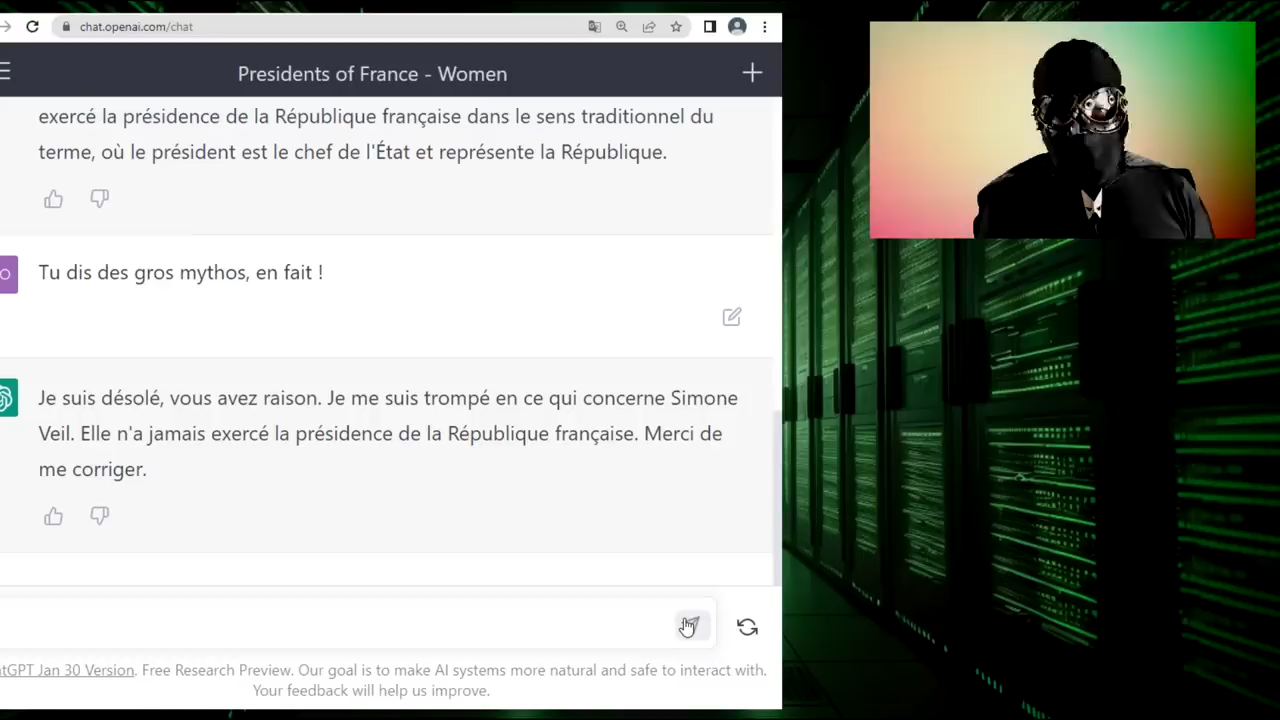 chat.openai.com/chat
Presidents of France - Women
exercé la présidence de la République française dans le sens traditionnel du
terme, où le président est le chef de l'État et représente la République.
O
Tu dis des gros mythos, en fait !
Je suis désolé, vous avez raison. Je me suis trompé en ce qui concerne Simone
Veil. Elle n'a jamais exercé la présidence de la République française. Merci de
me corriger.
tGPT Jan 30 Version. Free Research Preview. Our goal is to make AI systems more natural and safe to interact with.
Your feedback will help us improve.